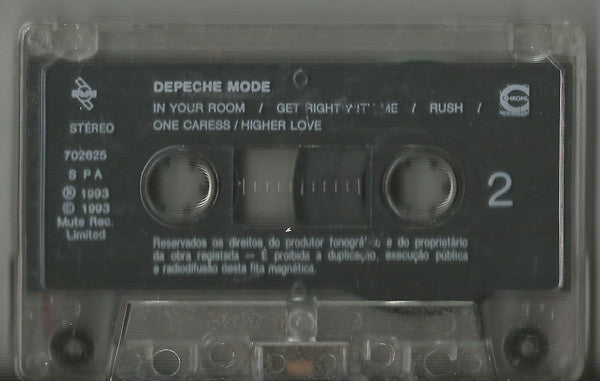 DEPECHE MODE
IN YOUR ROOM / GET RIGHT WITH ME / RUSH /
ONE CARESS / HIGHER LOVE
STÉREO
702625
S P A
℗ 1993
© 1993
Mute Rec.
Limited
CHROME
2
Reservados os direitos do produtor fonográfico e do proprietário
da obra registada — É proibida a duplicação, execução pública
e radiodifusão desta fita magnética.